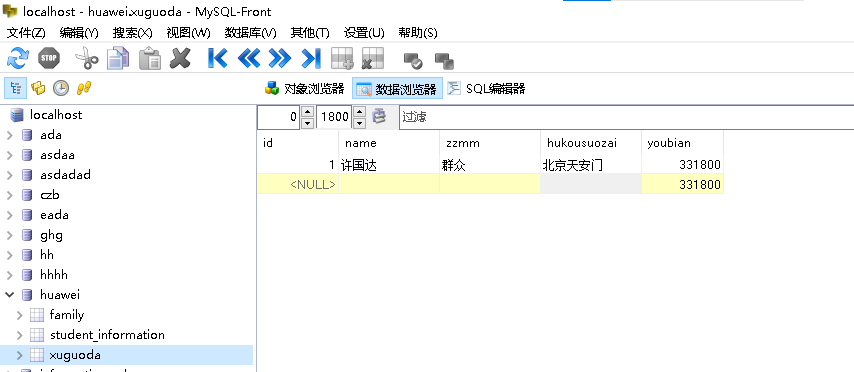 localhost - huawei.xuguoda - MySQL-Front
文件(Z) 编辑(Y) 搜索(X) 视图(W) 数据库(V) 其他(T) 设置(U) 帮助(S)
STOP
对象浏览器 数据浏览器 SQL编辑器
localhost
0 1800 过滤
ada
asdaa
asdadad
czb
eada
ghg
hh
hhhh
huawei
family
student_information
xuguoda
id name zzmm hukousuozai youbian
1 许国达 群众 北京天安门 331800
<NULL> 331800